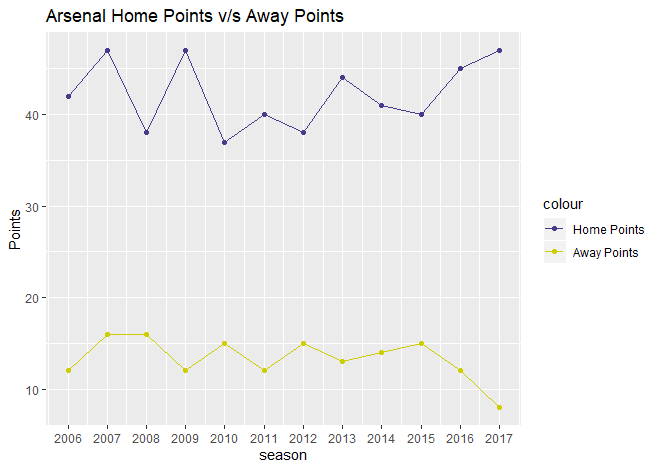 Arsenal Home Points v/s Away Points
Points
40
30
20
10
2006 2007 2008 2009 2010 2011 2012 2013 2014 2015 2016 2017
season
colour
Home Points
Away Points